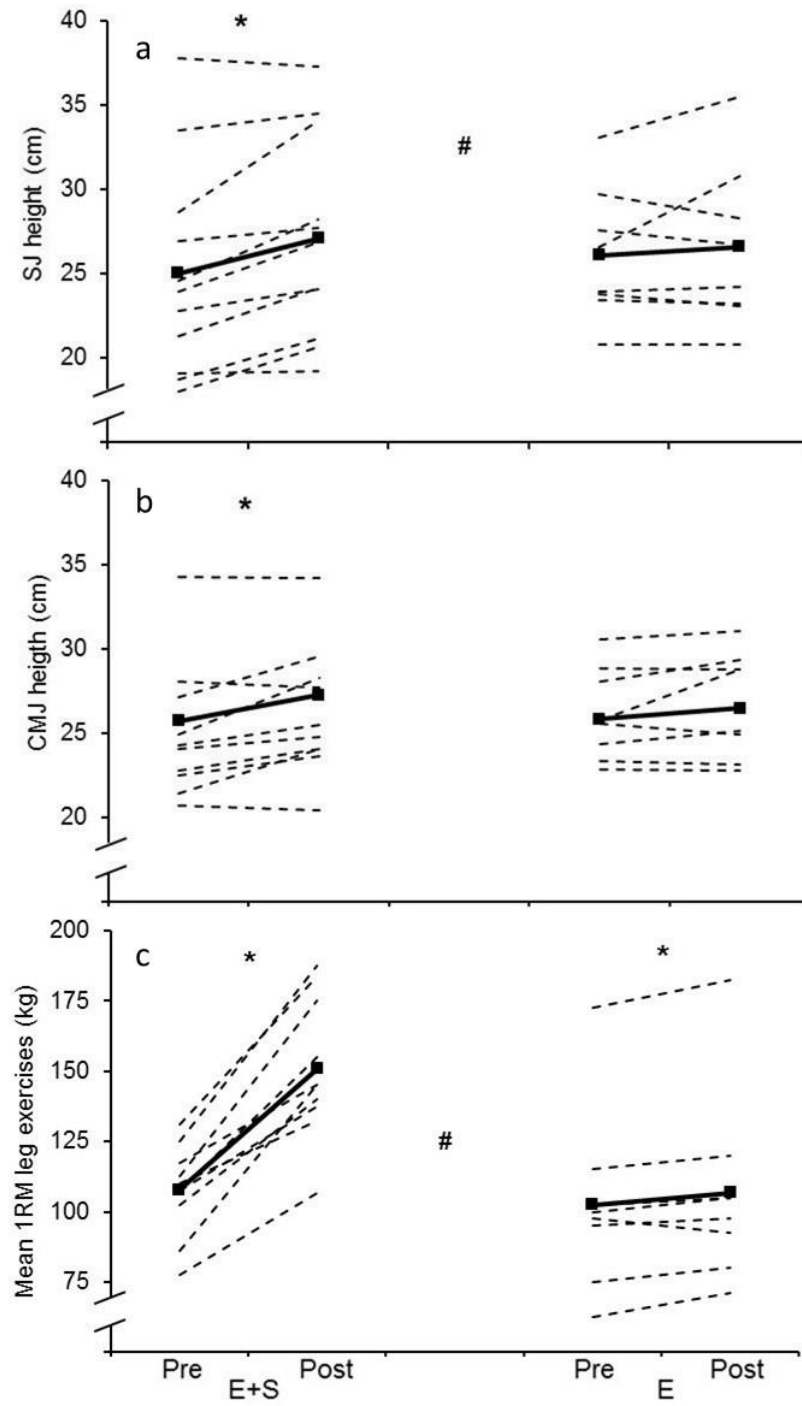 a
*
#
SJ height (cm)
40
35
30
25
20
b
*
CMJ heigth (cm)
40
35
30
25
20
c
*
*
#
Mean 1RM leg exercises (kg)
200
175
150
125
100
75
Pre Post Pre Post
E+S E